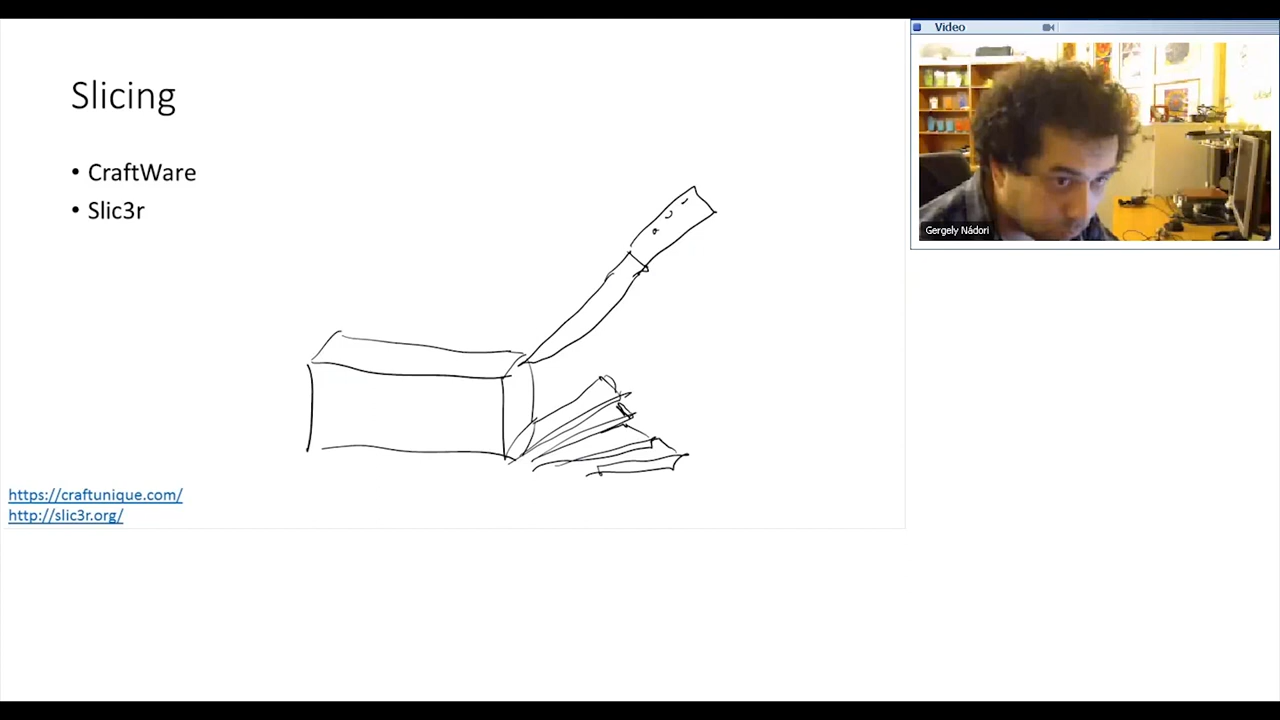 Slicing
• CraftWare
• Slic3r
https://craftunique.com/
http://slic3r.org/
Video
Gergely Nádori